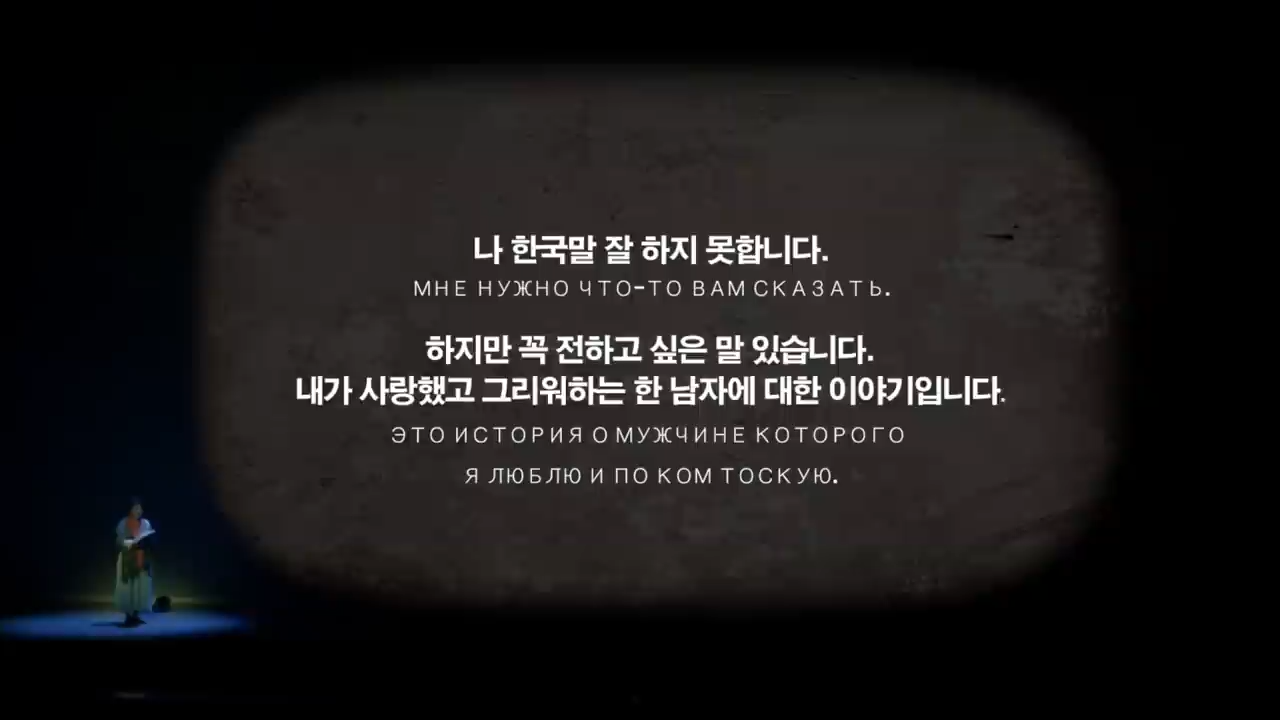 나 한국말 잘 하지 못합니다.
МНЕ НУЖНО ЧТО-ТО ВАМ СКАЗАТЬ.
하지만 꼭 전하고 싶은 말 있습니다.
내가 사랑했고 그리워하는 한 남자에 대한 이야기입니다.
ЭТО ИСТОРИЯ О МУЖЧИНЕ КОТОРОГО
Я ЛЮБЛЮ И ПО КОМ ТОСКУЮ.